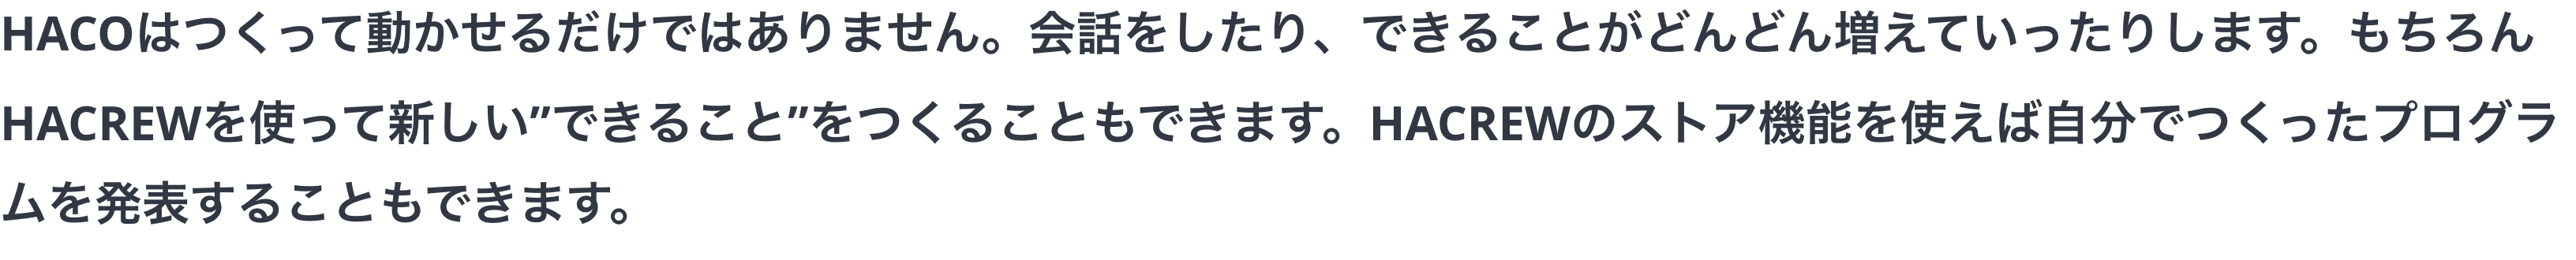 HACOはつくって動かせるだけではありません。会話をしたり、できることがどんどん増えていったりします。もちろん
HACREWを使って新しい”できること”をつくることもできます。HACREWのストア機能を使えば自分でつくったプログラ
ムを発表することもできます。